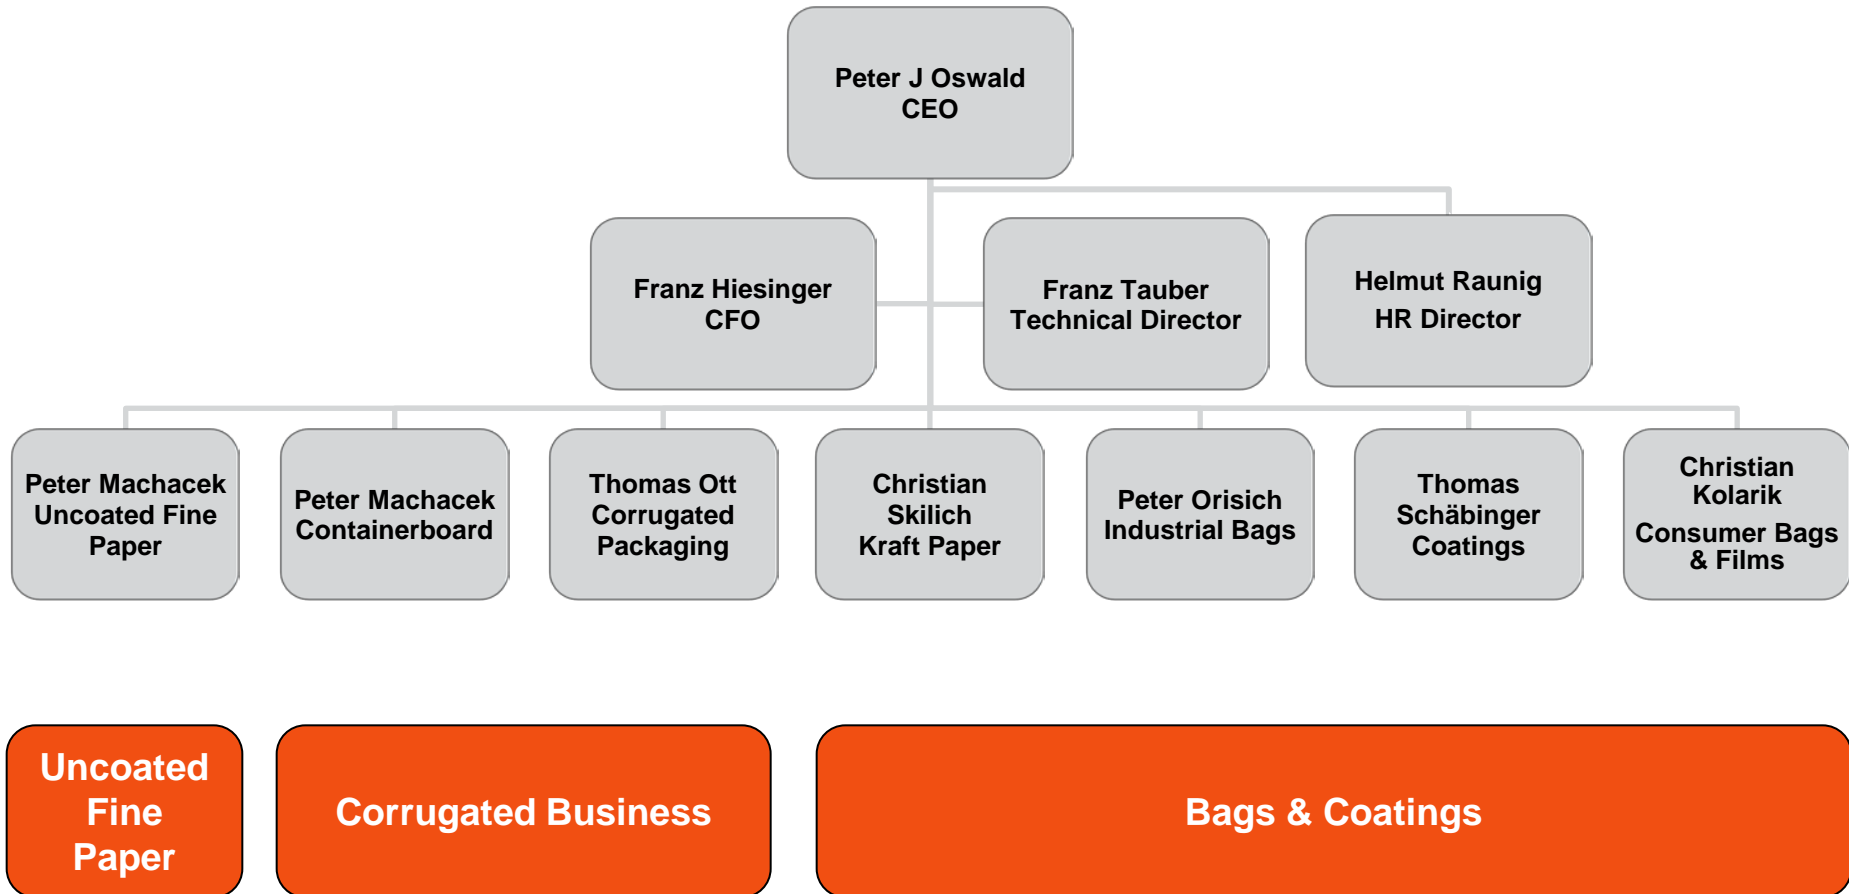 Peter J Oswald
CEO
Franz Hiesinger
CFO
Franz Tauber
Technical Director
Helmut Raunig
HR Director
Peter Machacek
Uncoated Fine
Paper
Peter Machacek
Containerboard
Thomas Ott
Corrugated
Packaging
Christian
Skilich
Kraft Paper
Peter Orisich
Industrial Bags
Thomas
Schäbinger
Coatings
Christian
Kolarik
Consumer Bags
& Films
Uncoated
Fine
Paper
Corrugated Business
Bags & Coatings